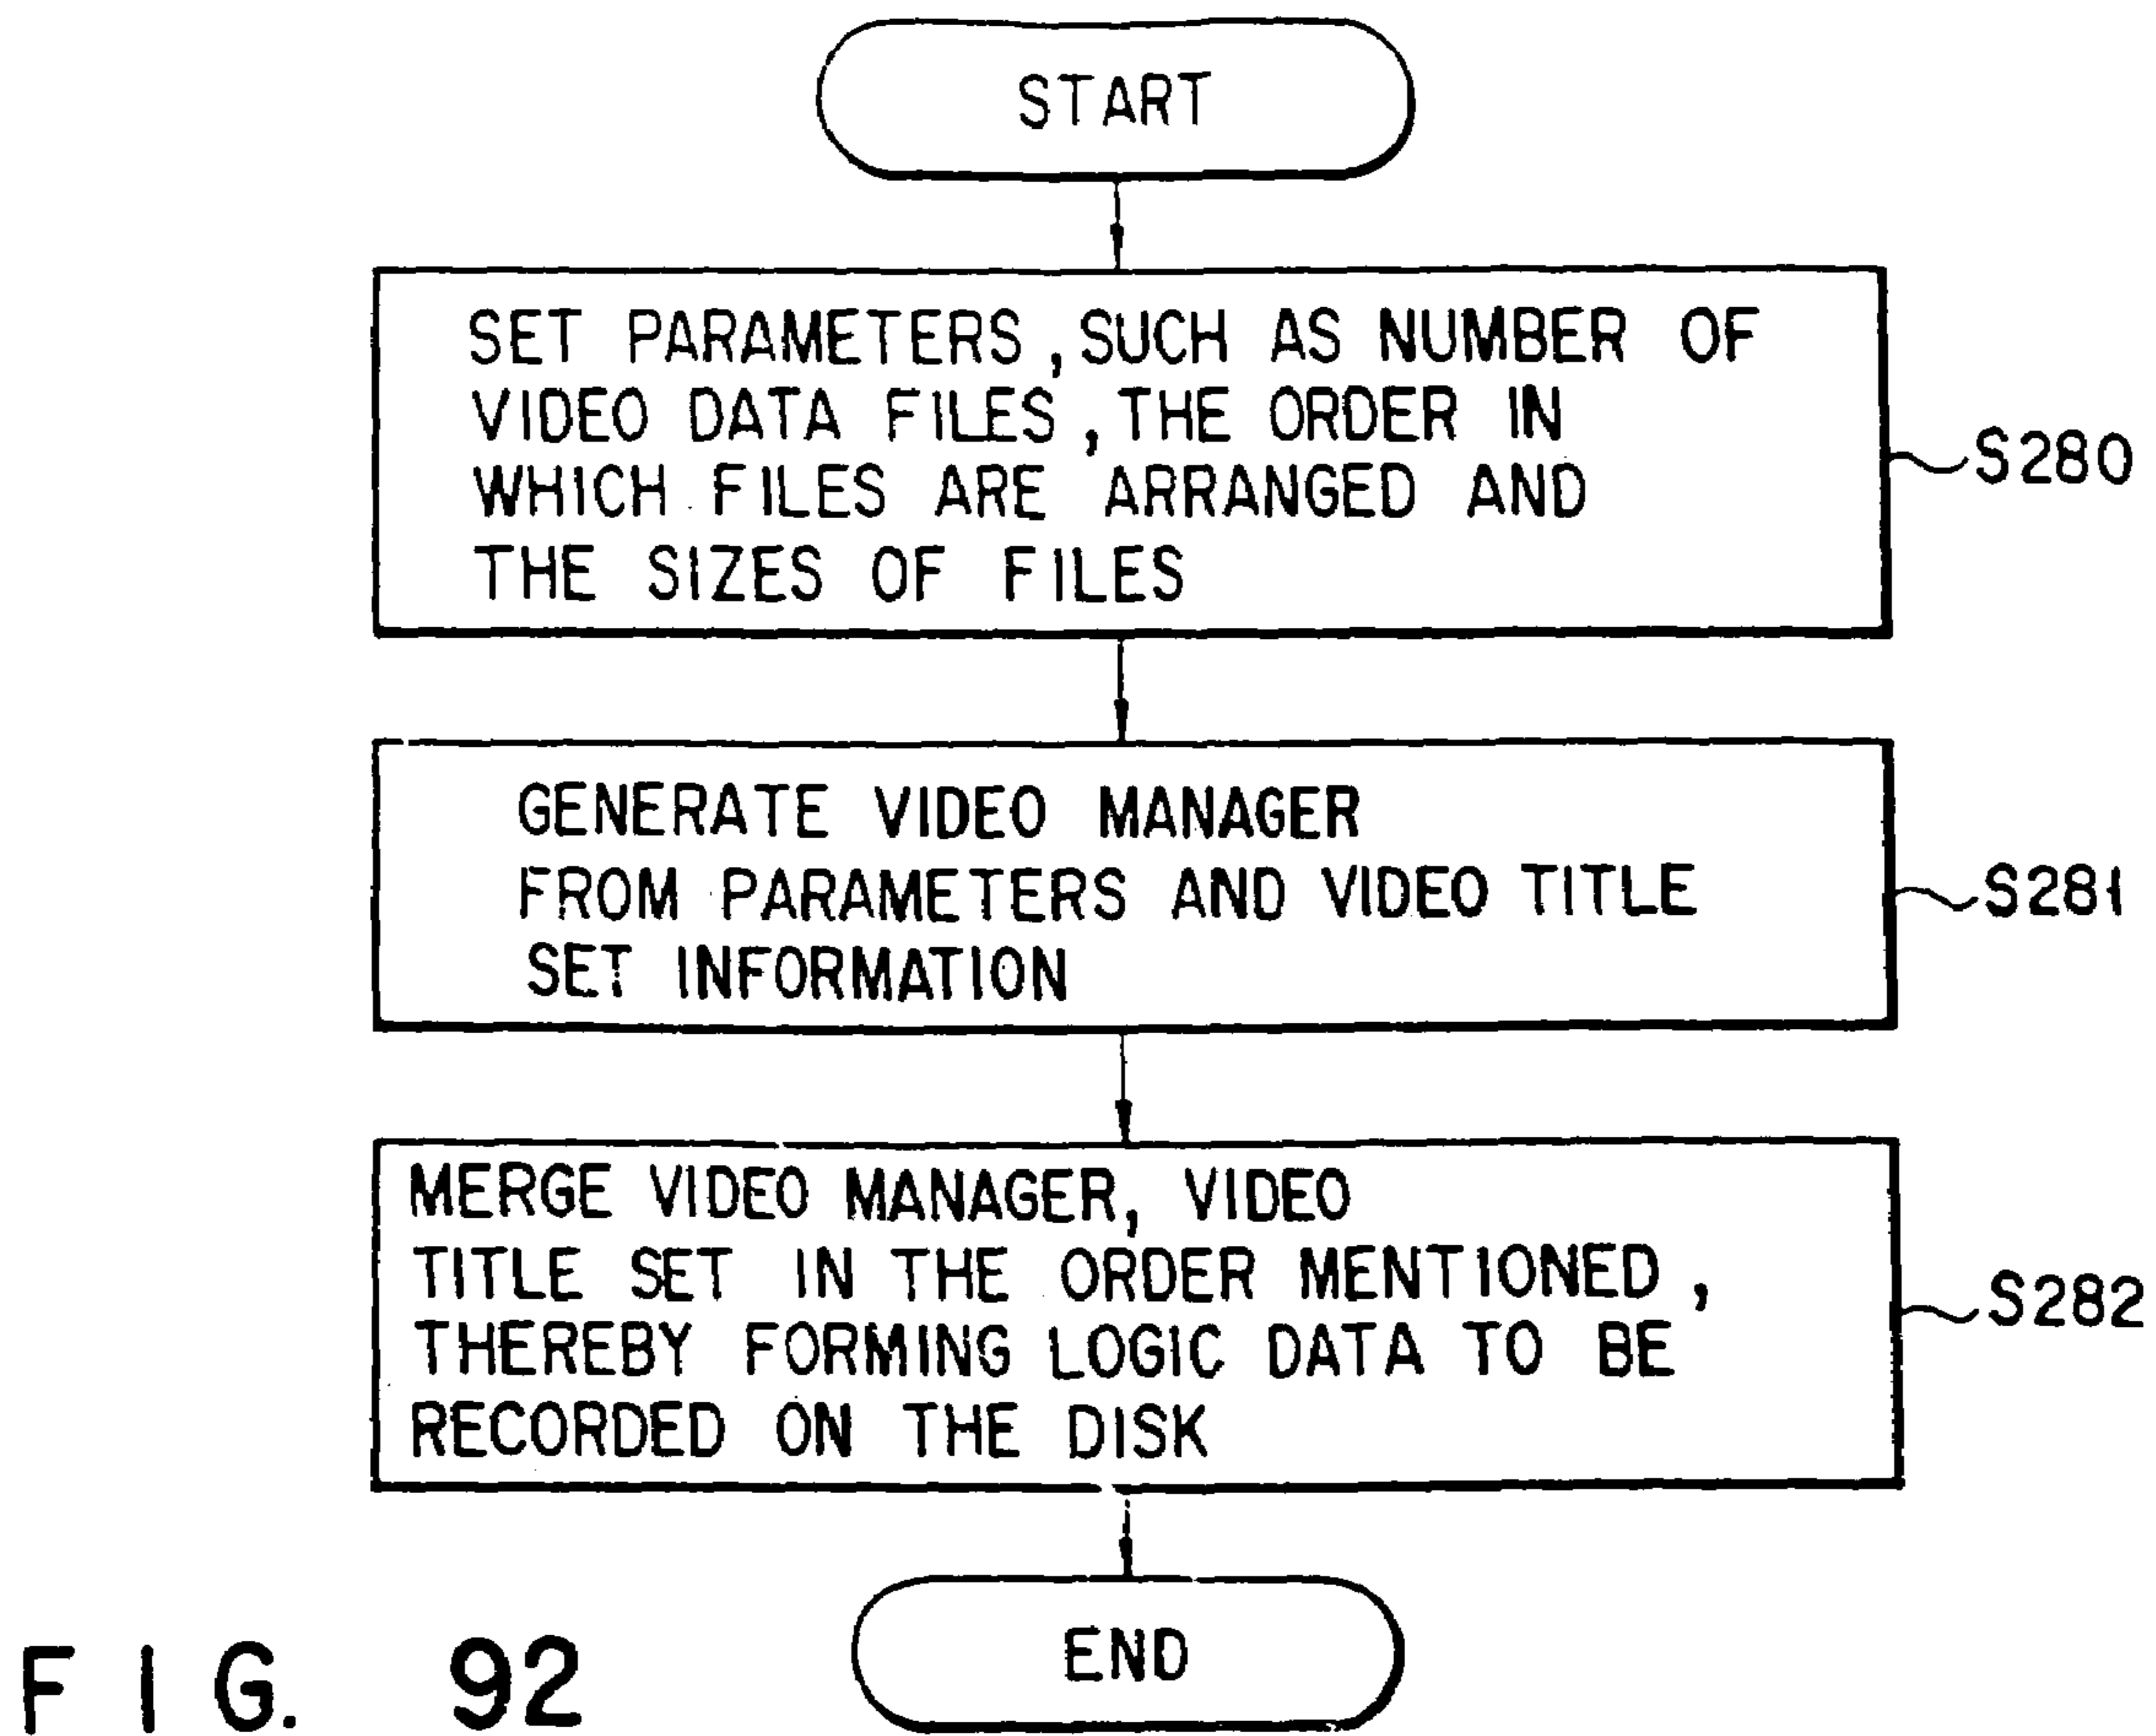 START
SET PARAMETERS, SUCH AS NUMBER OF
VIDEO DATA FILES, THE ORDER IN
WHICH FILES ARE ARRANGED AND
THE SIZES OF FILES
S280
GENERATE VIDEO MANAGER
FROM PARAMETERS AND VIDEO TITLE
SET INFORMATION
S281
MERGE VIDEO MANAGER, VIDEO
TITLE SET IN THE ORDER MENTIONED,
THEREBY FORMING LOGIC DATA TO BE
RECORDED ON THE DISK
S282
END
FIG. 92